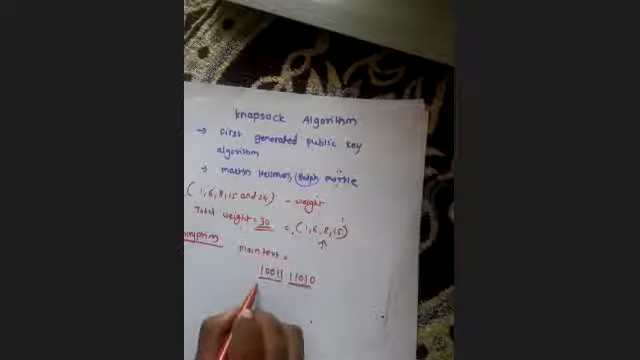 Knapsack Algorithm
→ First generated public key
algorithm
→ Martin Hellman, Ralph
(1,6,8,15 and 24) - weight
Total weight = 30 = (1,6,8,15)
Plain text =
10011 11010